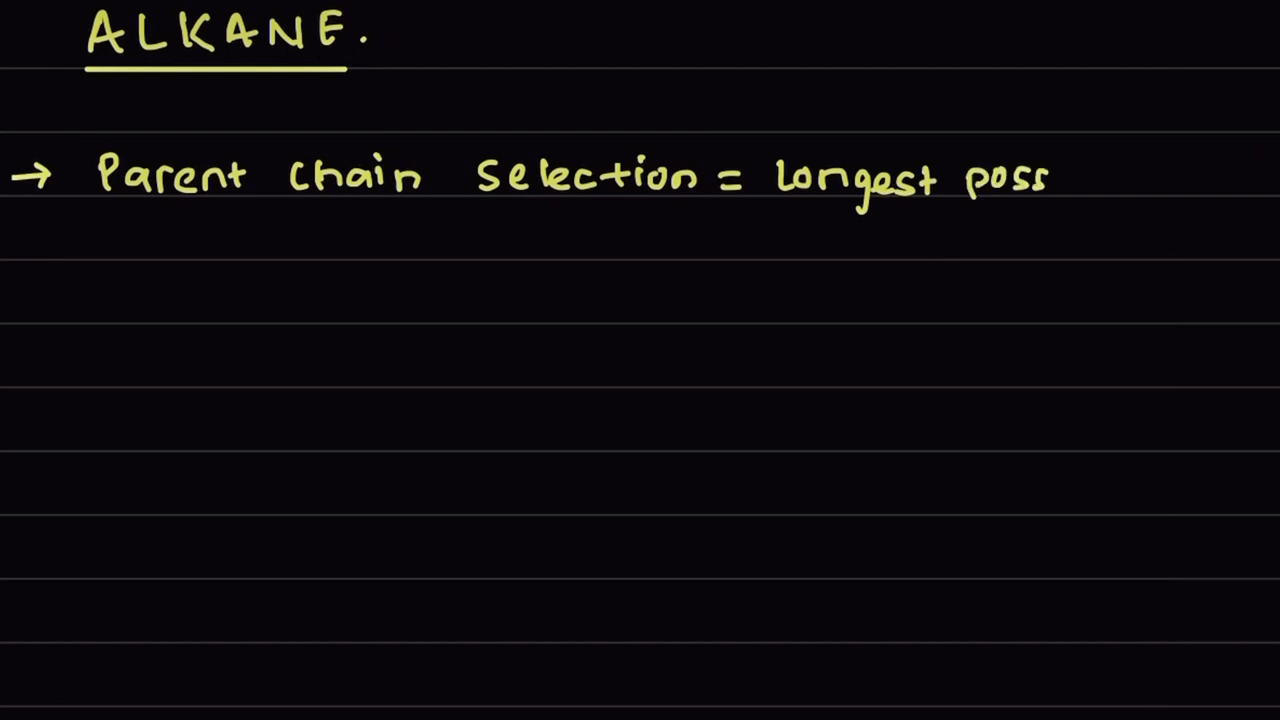 ALKANE.
→ Parent chain selection = longest poss